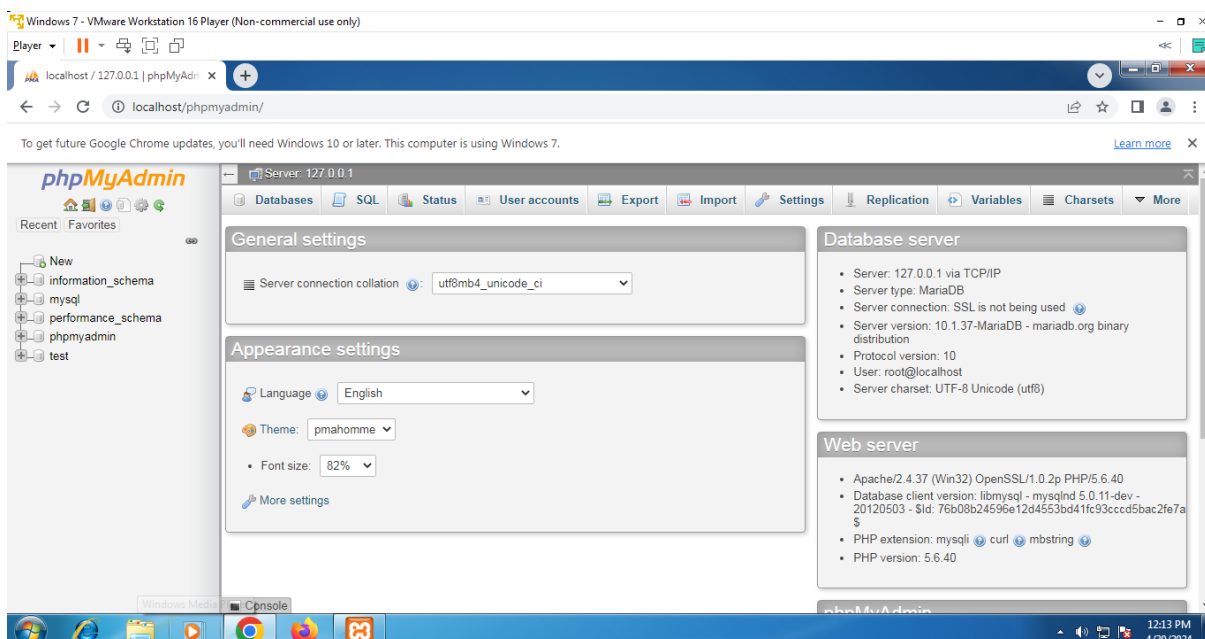 Windows 7 - VMware Workstation 16 Player (Non-commercial use only)
Player
localhost / 127.0.0.1 | phpMyAdm
localhost/phpmyadmin/
To get future Google Chrome updates, you'll need Windows 10 or later. This computer is using Windows 7.
Learn more
phpMyAdmin
Recent Favorites
New
information_schema
mysql
performance_schema
phpmyadmin
test
Server: 127.0.0.1
Databases SQL Status User accounts Export Import Settings Replication Variables Charsets More
General settings
Server connection collation : utf8mb4_unicode_ci
Appearance settings
Language English
Theme: pmahomme
• Font size: 82%
More settings
Database server
• Server: 127.0.0.1 via TCP/IP
• Server type: MariaDB
• Server connection: SSL is not being used
• Server version: 10.1.37-MariaDB - mariadb.org binary
distribution
• Protocol version: 10
• User: root@localhost
• Server charset: UTF-8 Unicode (utf8)
Web server
• Apache/2.4.37 (Win32) OpenSSL/1.0.2p PHP/5.6.40
• Database client version: libmysql - mysqlnd 5.0.11-dev -
20120503 - $Id: 76b08b24596e12d4553bd41fc93cccd5bac2fe7a
$
• PHP extension: mysqli curl mbstring
• PHP version: 5.6.40
phpMyAdmin
Windows Media
Console
12:13 PM
4/20/2024